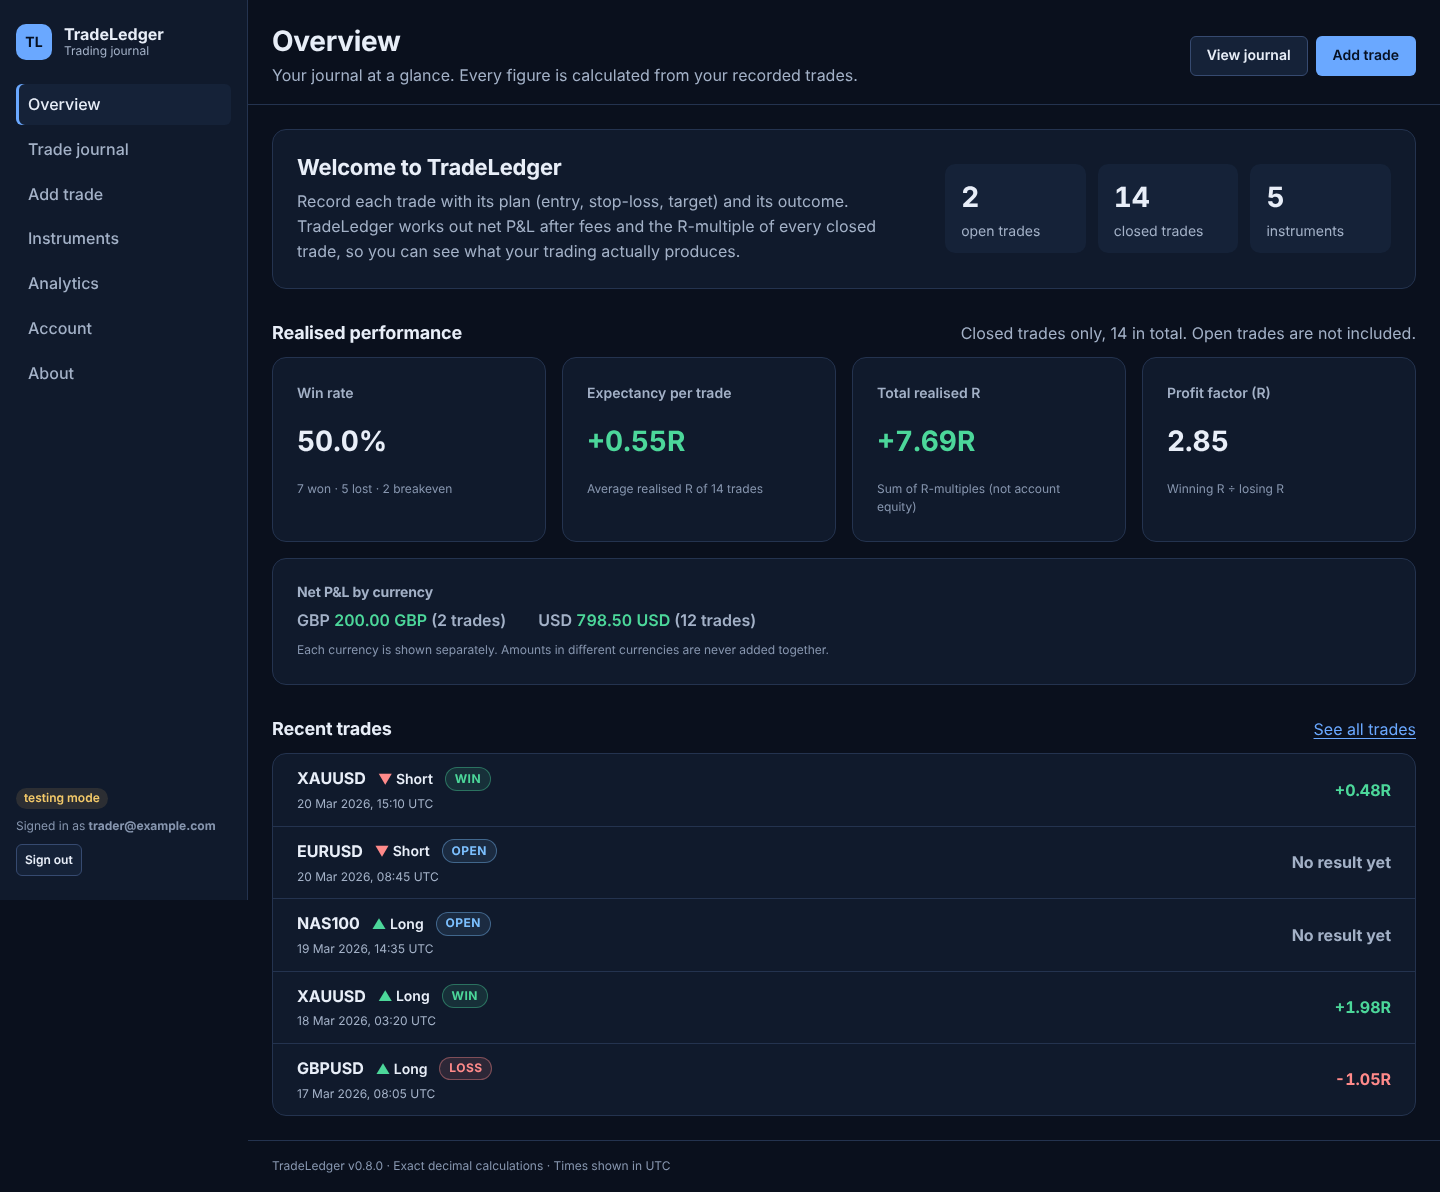 TL
TradeLedger
Trading journal
Overview
Trade journal
Add trade
Instruments
Analytics
Account
About
testing mode
Signed in as trader@example.com
Sign out
Overview
Your journal at a glance. Every figure is calculated from your recorded trades.
View journal
Add trade
Welcome to TradeLedger
Record each trade with its plan (entry, stop-loss, target) and its outcome.
TradeLedger works out net P&L after fees and the R-multiple of every closed
trade, so you can see what your trading actually produces.
2
open trades
14
closed trades
5
instruments
Realised performance
Closed trades only, 14 in total. Open trades are not included.
Win rate
50.0%
7 won · 5 lost · 2 breakeven
Expectancy per trade
+0.55R
Average realised R of 14 trades
Total realised R
+7.69R
Sum of R-multiples (not account
equity)
Profit factor (R)
2.85
Winning R ÷ losing R
Net P&L by currency
GBP 200.00 GBP (2 trades) USD 798.50 USD (12 trades)
Each currency is shown separately. Amounts in different currencies are never added together.
Recent trades
See all trades
XAUUSD ▼ Short WIN
20 Mar 2026, 15:10 UTC
+0.48R
EURUSD ▼ Short OPEN
20 Mar 2026, 08:45 UTC
No result yet
NAS100 ▲ Long OPEN
19 Mar 2026, 14:35 UTC
No result yet
XAUUSD ▲ Long WIN
18 Mar 2026, 03:20 UTC
+1.98R
GBPUSD ▲ Long LOSS
17 Mar 2026, 08:05 UTC
-1.05R
TradeLedger v0.8.0 · Exact decimal calculations · Times shown in UTC